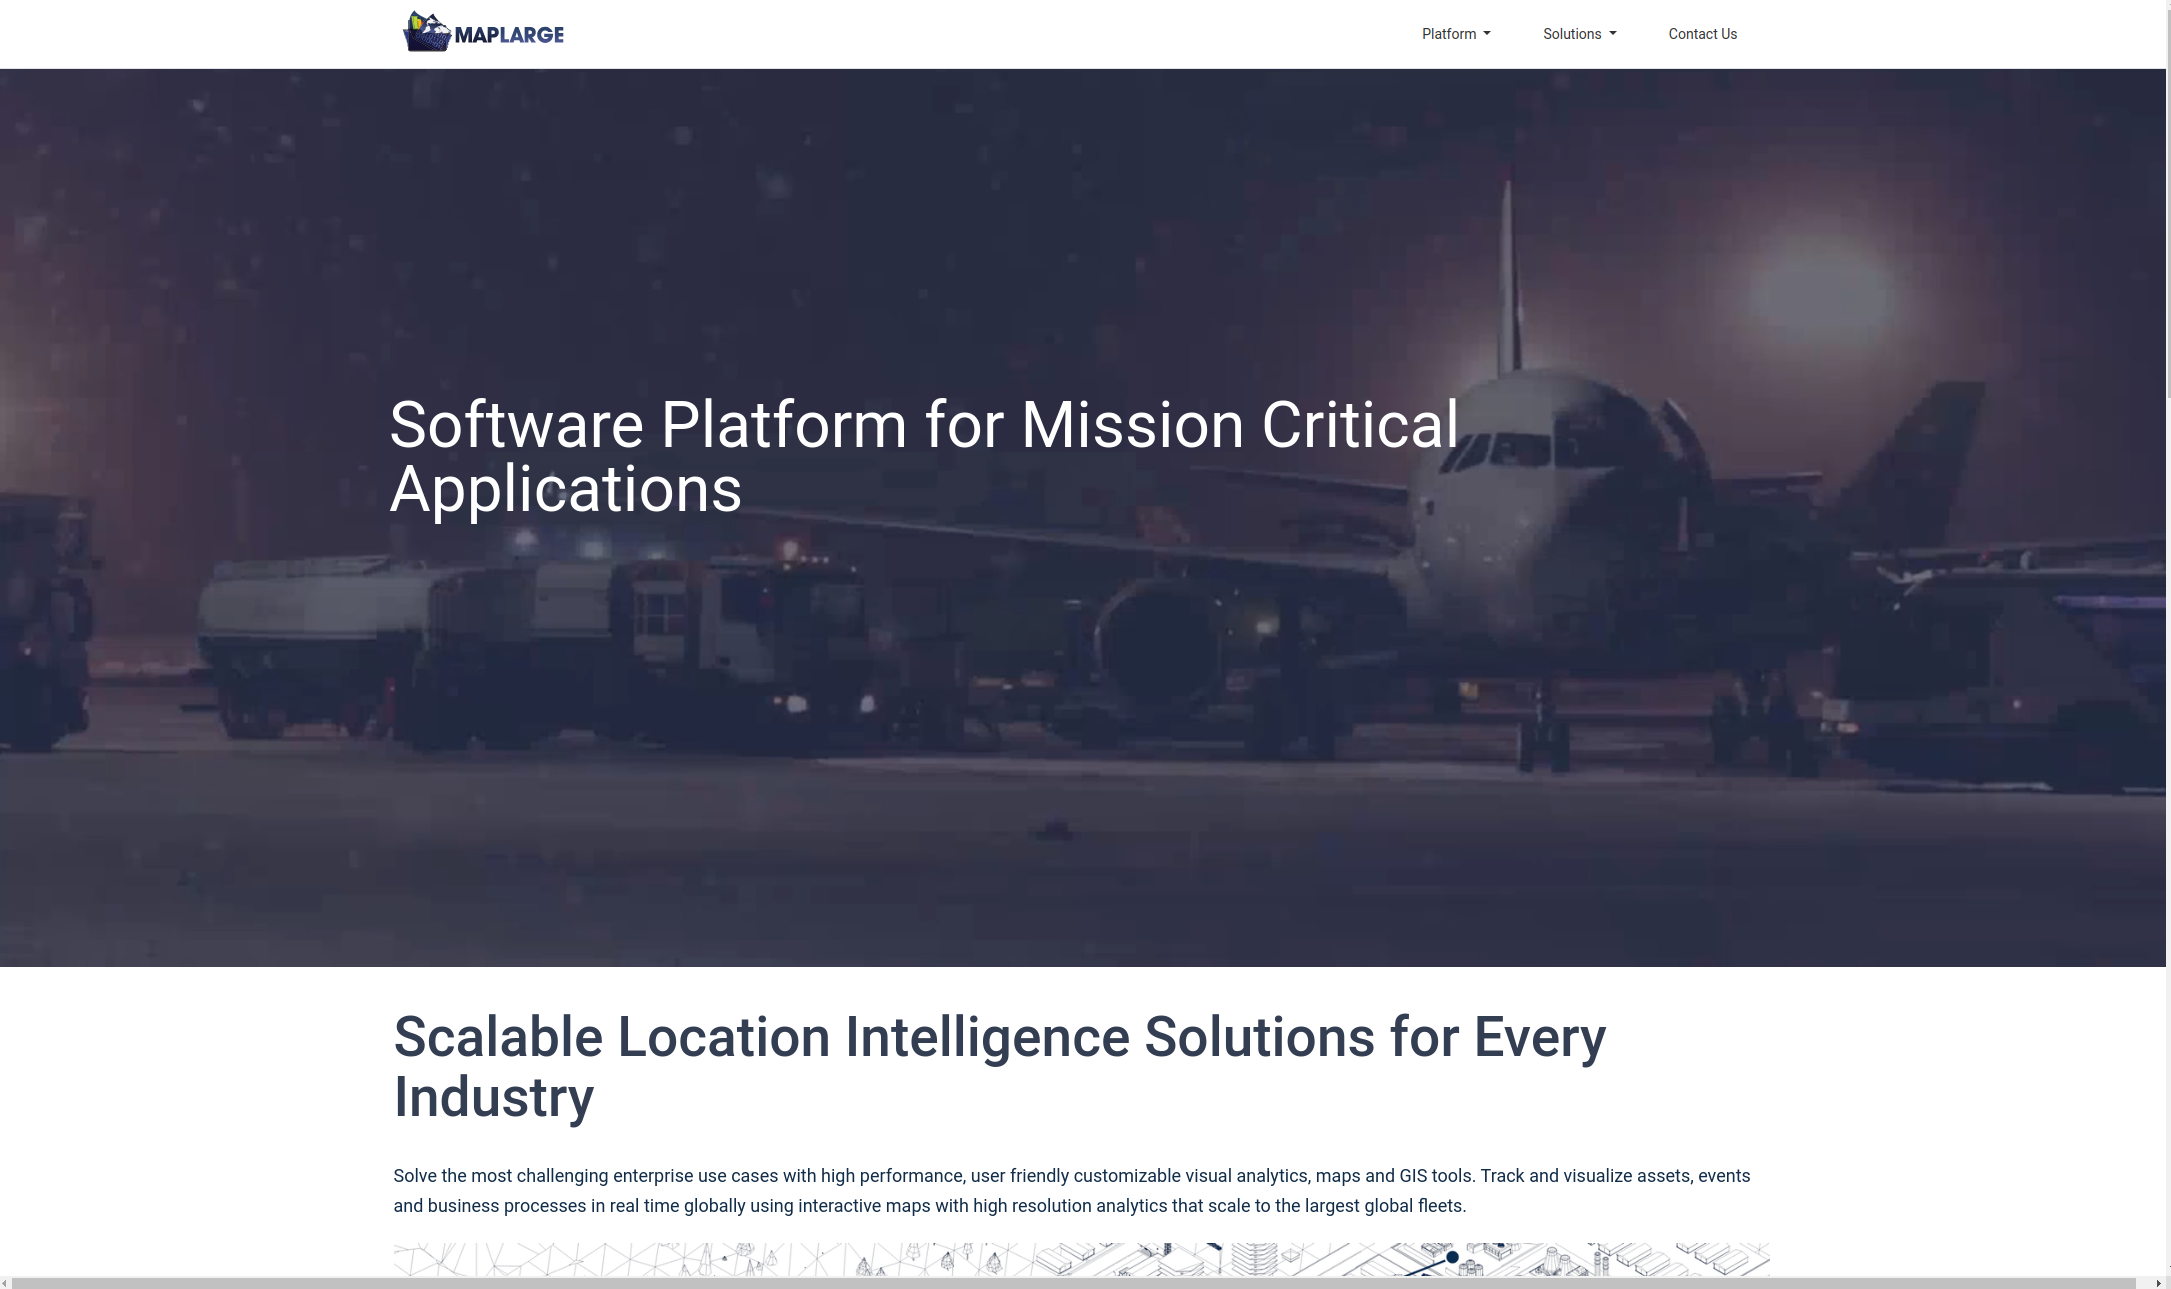 MAPLARGE
Platform
Solutions
Contact Us
Software Platform for Mission Critical
Applications
Scalable Location Intelligence Solutions for Every
Industry
Solve the most challenging enterprise use cases with high performance, user friendly customizable visual analytics, maps and GIS tools. Track and visualize assets, events
and business processes in real time globally using interactive maps with high resolution analytics that scale to the largest global fleets.